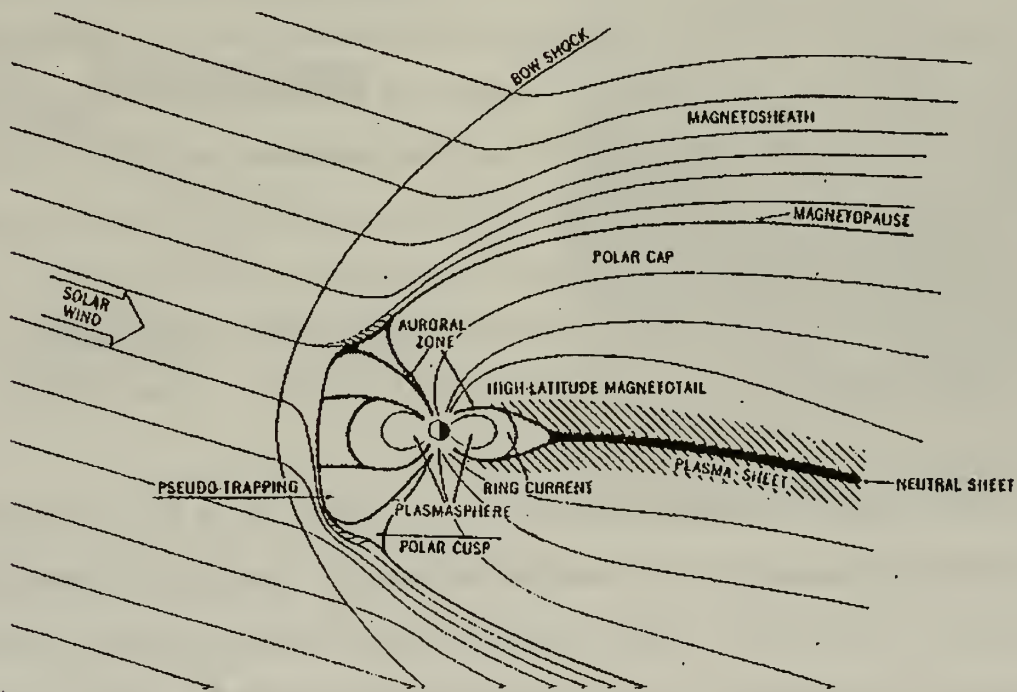 BOW SHOCK
MAGNETOSHEATH
MAGNETOPAUSE
POLAR CAP
SOLAR
WIND
AURORAL
ZONE
HIGH-LATITUDE MAGNETOTAIL
PLASMA SHEET
NEUTRAL SHEET
PSEUDO-TRAPPING
RING CURRENT
PLASMASPHERE
POLAR CUSP